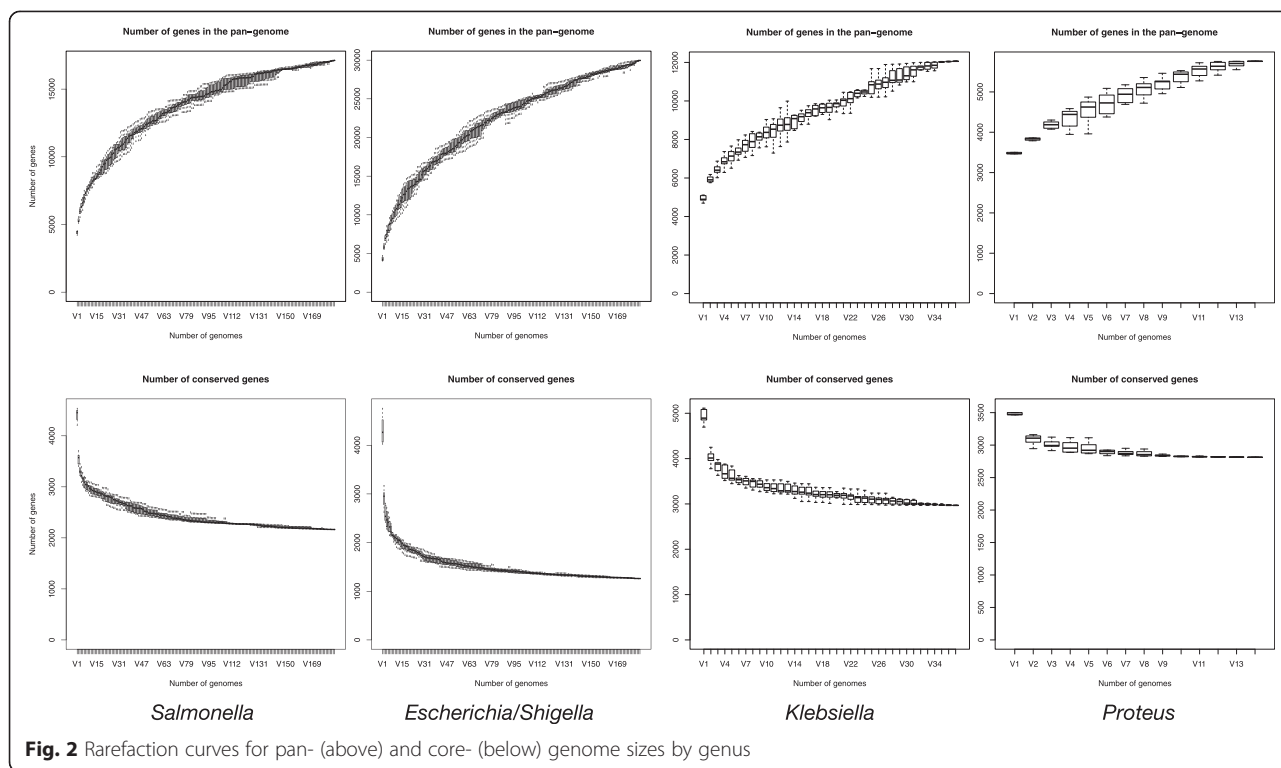 Number of genes in the pan−genome
Number of genes
0
5000
10000
15000
V1 V15 V31 V47 V63 V79 V95 V112 V131 V150 V169
Number of genomes
Number of genes in the pan−genome
0
5000
10000
15000
20000
25000
30000
V1 V15 V31 V47 V63 V79 V95 V112 V131 V150 V169
Number of genomes
Number of genes in the pan−genome
0
2000
4000
6000
8000
10000
12000
V1 V4 V7 V10 V14 V18 V22 V26 V30 V34
Number of genomes
Number of genes in the pan−genome
0
1000
2000
3000
4000
5000
V1 V2 V3 V4 V5 V6 V7 V8 V9 V11 V13
Number of genomes
Number of conserved genes
Number of genes
0
1000
2000
3000
4000
V1 V15 V31 V47 V63 V79 V95 V112 V131 V150 V169
Number of genomes
Number of conserved genes
0
1000
2000
3000
4000
V1 V15 V31 V47 V63 V79 V95 V112 V131 V150 V169
Number of genomes
Number of conserved genes
0
1000
2000
3000
4000
5000
V1 V4 V7 V10 V14 V18 V22 V26 V30 V34
Number of genomes
Number of conserved genes
0
500
1000
1500
2000
2500
3000
3500
V1 V2 V3 V4 V5 V6 V7 V8 V9 V11 V13
Number of genomes
Salmonella
Escherichia/Shigella
Klebsiella
Proteus
Fig. 2 Rarefaction curves for pan- (above) and core- (below) genome sizes by genus